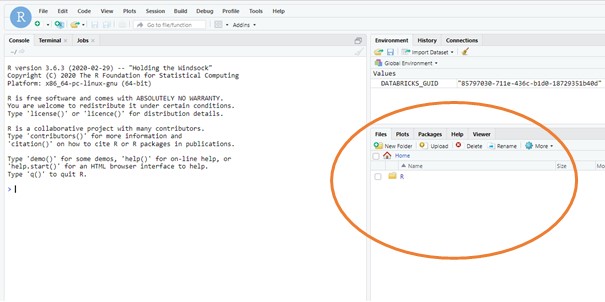 R
File Edit Code View Plots Session Build Debug Profile Tools Help
Go to file/function
Addins
Console Terminal Jobs
~/
R version 3.6.3 (2020-02-29) -- "Holding the Windsock"
Copyright (C) 2020 The R Foundation for Statistical Computing
Platform: x86_64-pc-linux-gnu (64-bit)
R is free software and comes with ABSOLUTELY NO WARRANTY.
You are welcome to redistribute it under certain conditions.
Type 'license()' or 'licence()' for distribution details.
R is a collaborative project with many contributors.
Type 'contributors()' for more information and
'citation()' on how to cite R or R packages in publications.
Type 'demo()' for some demos, 'help()' for on-line help, or
'help.start()' for an HTML browser interface to help.
Type 'q()' to quit R.
>
Environment History Connections
Import Dataset
Global Environment
Values
DATABRICKS_GUID "85797030-711e-436c-b1d0-18729351b40d"
Files Plots Packages Help Viewer
New Folder Upload Delete Rename More
Home
Name Size Mo
R